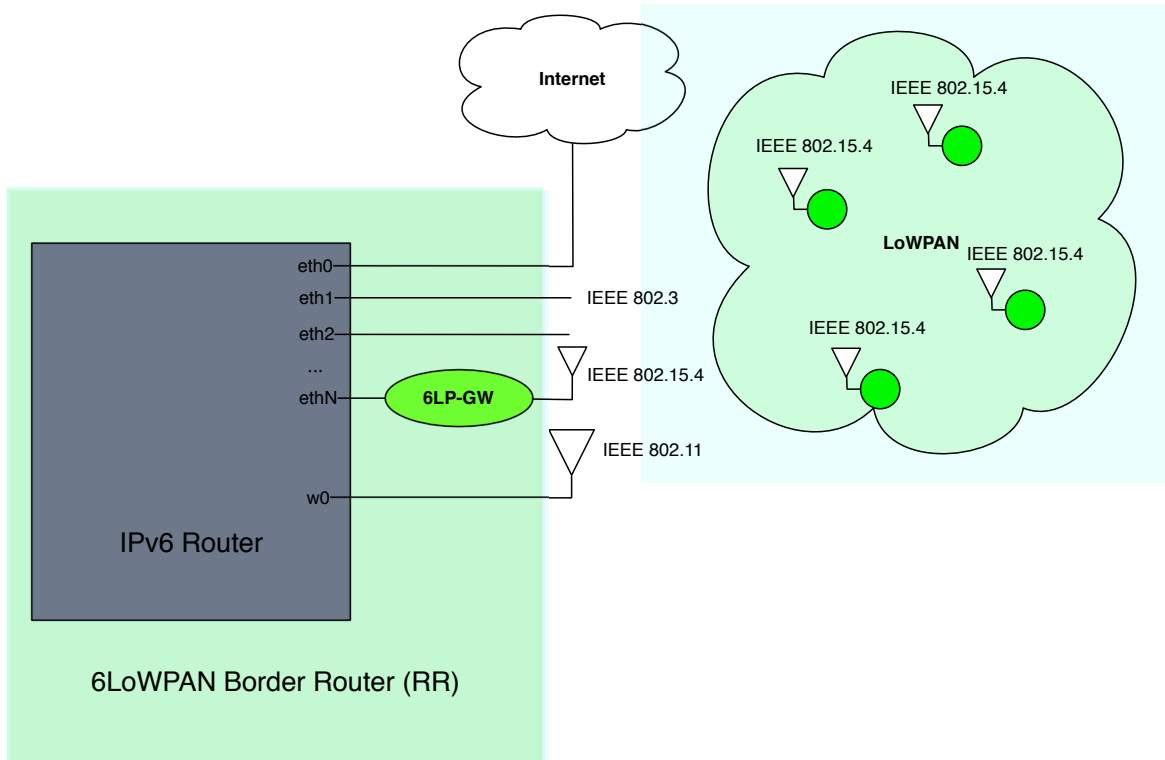 Internet
IEEE 802.15.4
IEEE 802.15.4
LoWPAN
IEEE 802.15.4
IEEE 802.15.4
eth0
eth1
IEEE 802.3
eth2
...
IEEE 802.15.4
ethN
6LP-GW
IEEE 802.11
w0
IPv6 Router
6LoWPAN Border Router (RR)